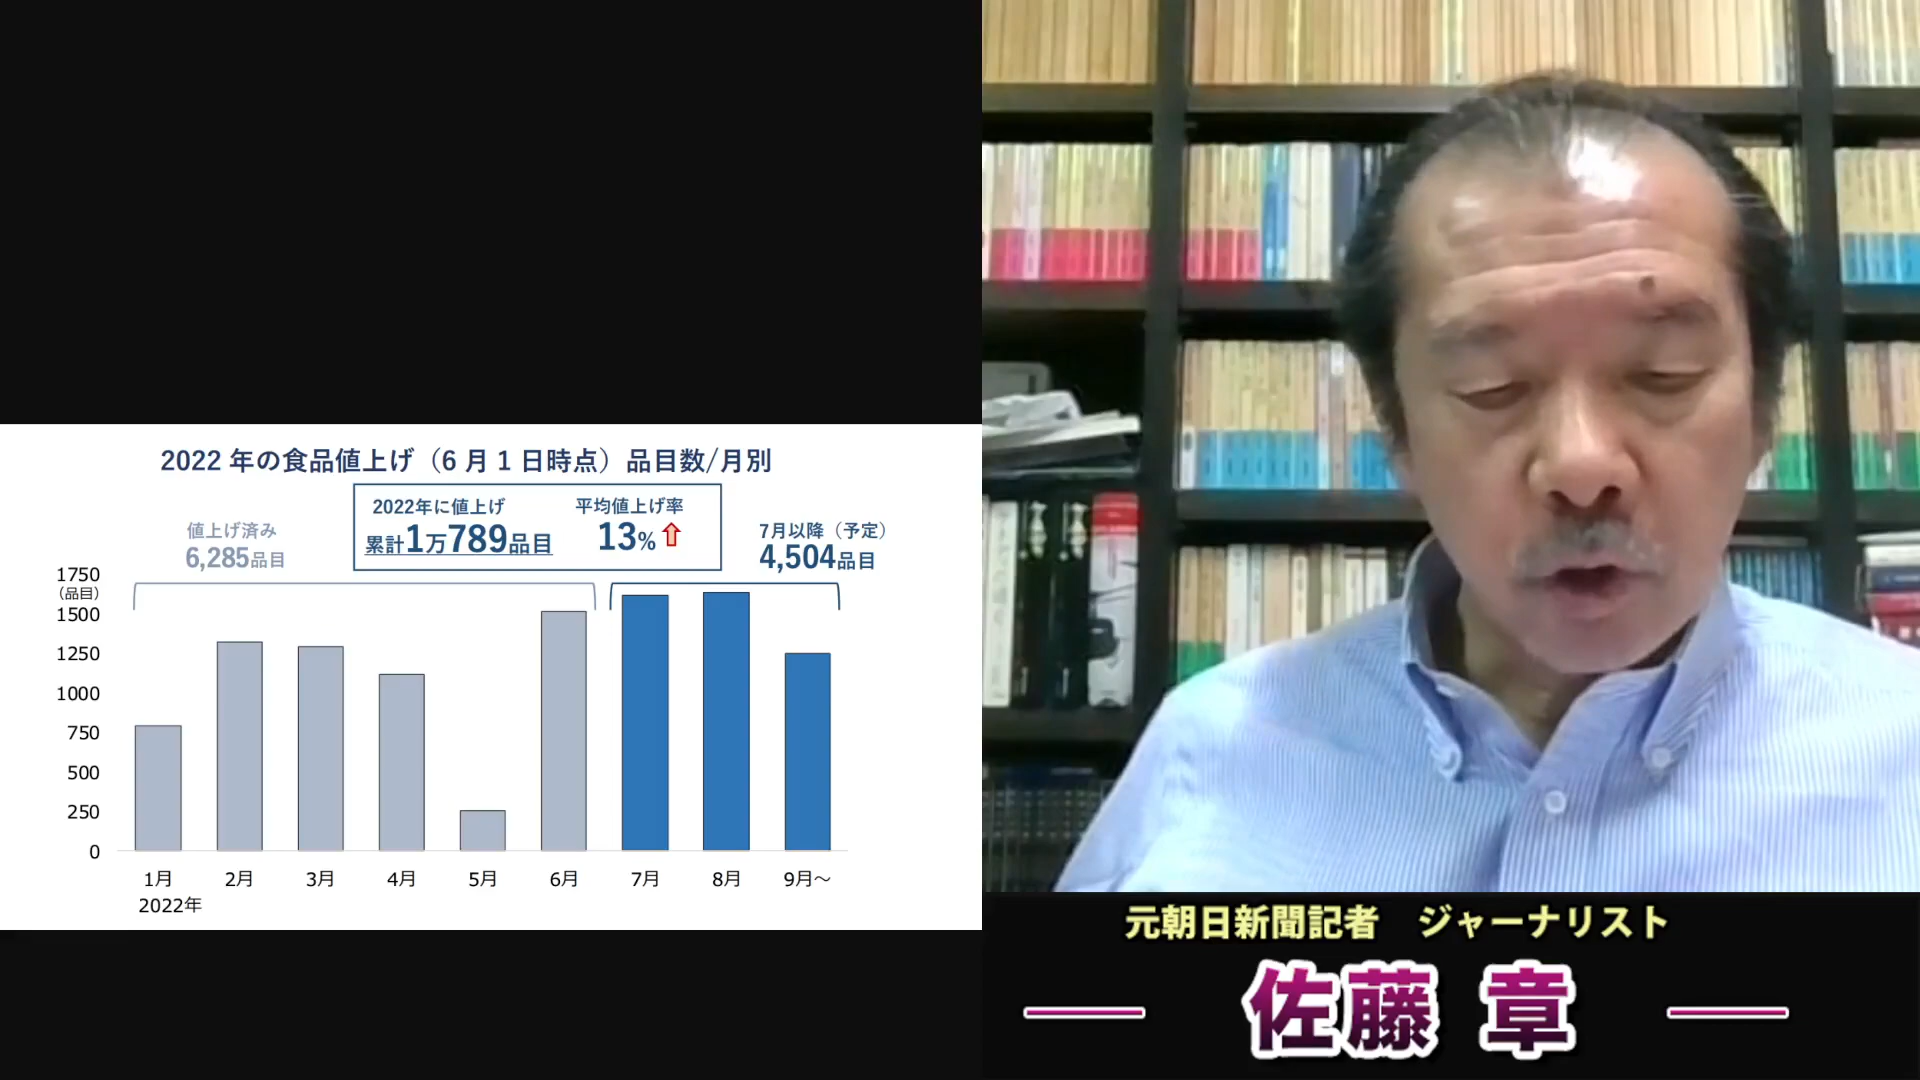 2022 年の食品値上げ（6 月 1 日時点）品目数/月別
2022年に値上げ
累計1万789品目
平均値上げ率
13%
値上げ済み
6,285品目
7月以降（予定）
4,504品目
1750
（品目）
1500
1250
1000
750
500
250
0
1月 2月 3月 4月 5月 6月 7月 8月 9月～
2022年
元朝日新聞記者　ジャーナリスト
佐藤 章